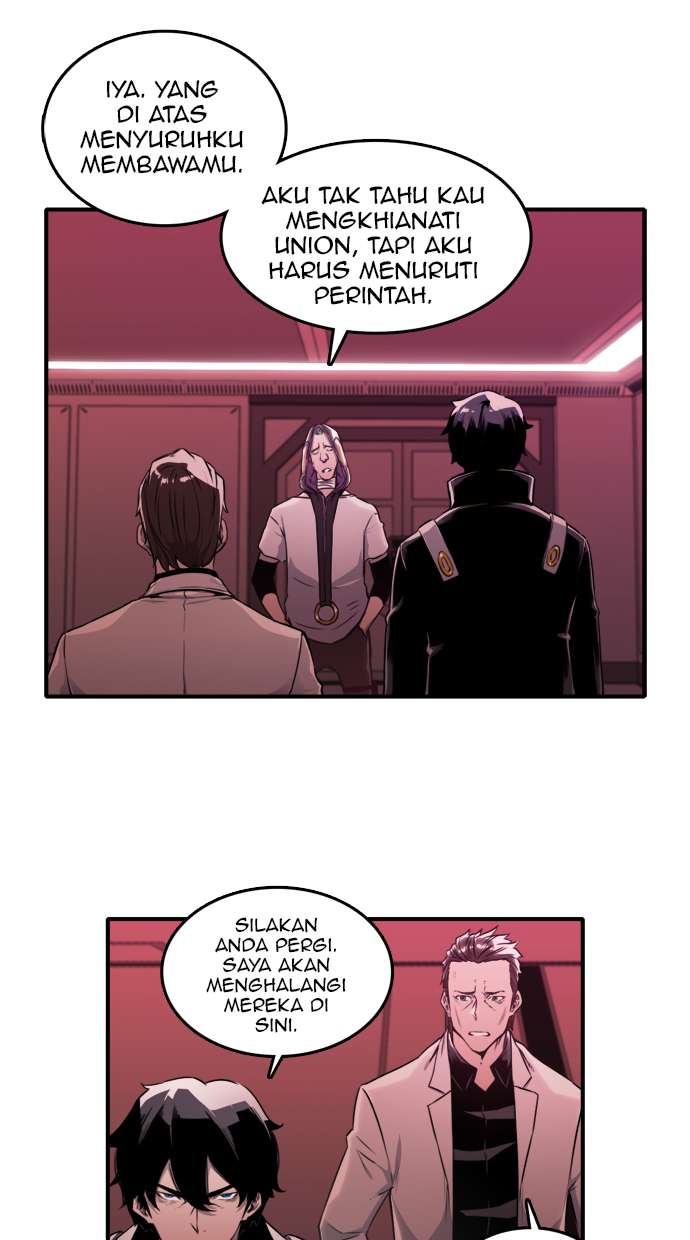 IYA. YANG
DI ATAS
MENYURUHKU
MEMBAWAMU.
AKU TAK TAHU KAU
MENGKHIANATI
UNION, TAPI AKU
HARUS MENURUTI
PERINTAH.
SILAKAN
ANDA PERGI.
SAYA AKAN
MENGHALANGI
MEREKA DI
SINI.